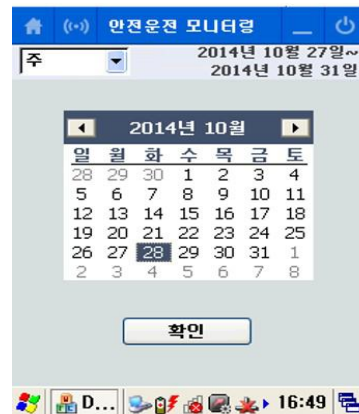 안전운전 모니터링
주
2014년 10월 27일~
2014년 10월 31일
2014년 10월
일 월 화 수 목 금 토
28 29 30 1 2 3 4
5 6 7 8 9 10 11
12 13 14 15 16 17 18
19 20 21 22 23 24 25
26 27 28 29 30 31 1
2 3 4 5 6 7 8
확인
D... 16:49